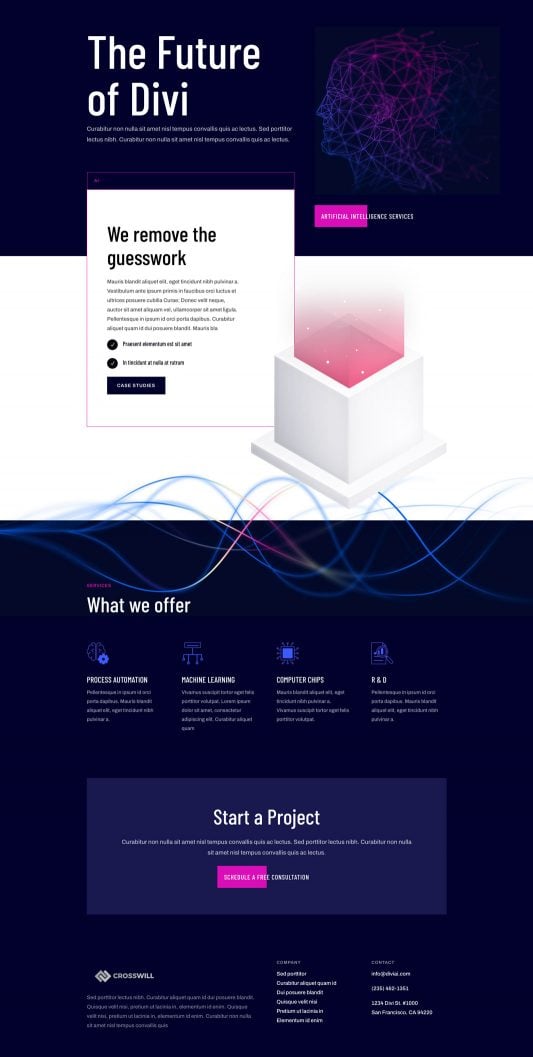 The Future
of Divi
Curabitur non nulla sit amet nisl tempus convallis quis ac lectus. Sed porttitor
lectus nibh. Curabitur non nulla sit amet nisl tempus convallis quis ac lectus.
ARTIFICIAL INTELLIGENCE SERVICES
We remove the
guesswork
Mauris blandit aliquet elit, eget tincidunt nibh pulvinar a.
Vestibulum ante ipsum primis in faucibus orci luctus et
ultrices posuere cubilia Curae; Donec velit neque,
auctor sit amet aliquam vel, ullamcorper sit amet ligula.
Pellentesque in ipsum id orci porta dapibus. Curabitur
aliquet quam id dui posuere blandit. Mauris bla
Praesent elementum est sit amet
In tincidunt at nulla at rutrum
CASE STUDIES
SERVICES
What we offer
PROCESS AUTOMATION
Pellentesque in ipsum id orci
porta dapibus. Mauris blandit
aliquet elit, eget tincidunt nibh
pulvinar a.
MACHINE LEARNING
Vivamus suscipit tortor eget felis
porttitor volutpat. Lorem ipsum
dolor sit amet, consectetur
adipiscing elit. Curabitur aliquet
quam
COMPUTER CHIPS
Mauris blandit aliquet elit, eget
tincidunt nibh pulvinar a.
Vivamus suscipit tortor eget felis
porttitor volutpat.
R & D
Pellentesque in ipsum id orci
porta dapibus. Mauris blandit
aliquet elit, eget tincidunt nibh
pulvinar a.
Start a Project
Curabitur non nulla sit amet nisl tempus convallis quis ac lectus. Sed porttitor lectus nibh. Curabitur non nulla
sit amet nisl tempus convallis quis ac lectus.
SCHEDULE A FREE CONSULTATION
CROSSWILL
Sed porttitor lectus nibh. Curabitur aliquet quam id dui posuere blandit.
Quisque velit nisi, pretium ut lacinia in, elementum id enim. Curabitur
velit nisi, pretium ut lacinia in, elementum id enim. Curabitur non nulla
sit amet nisl tempus convallis quis
COMPANY
Sed porttitor
Curabitur aliquet quam id
Dui posuere blandit
Quisque velit nisi
Pretium ut lacinia in
Elementum id enim
CONTACT
info@diviai.com
(235) 462-1351
1234 Divi St. #1000
San Francisco, CA 94220